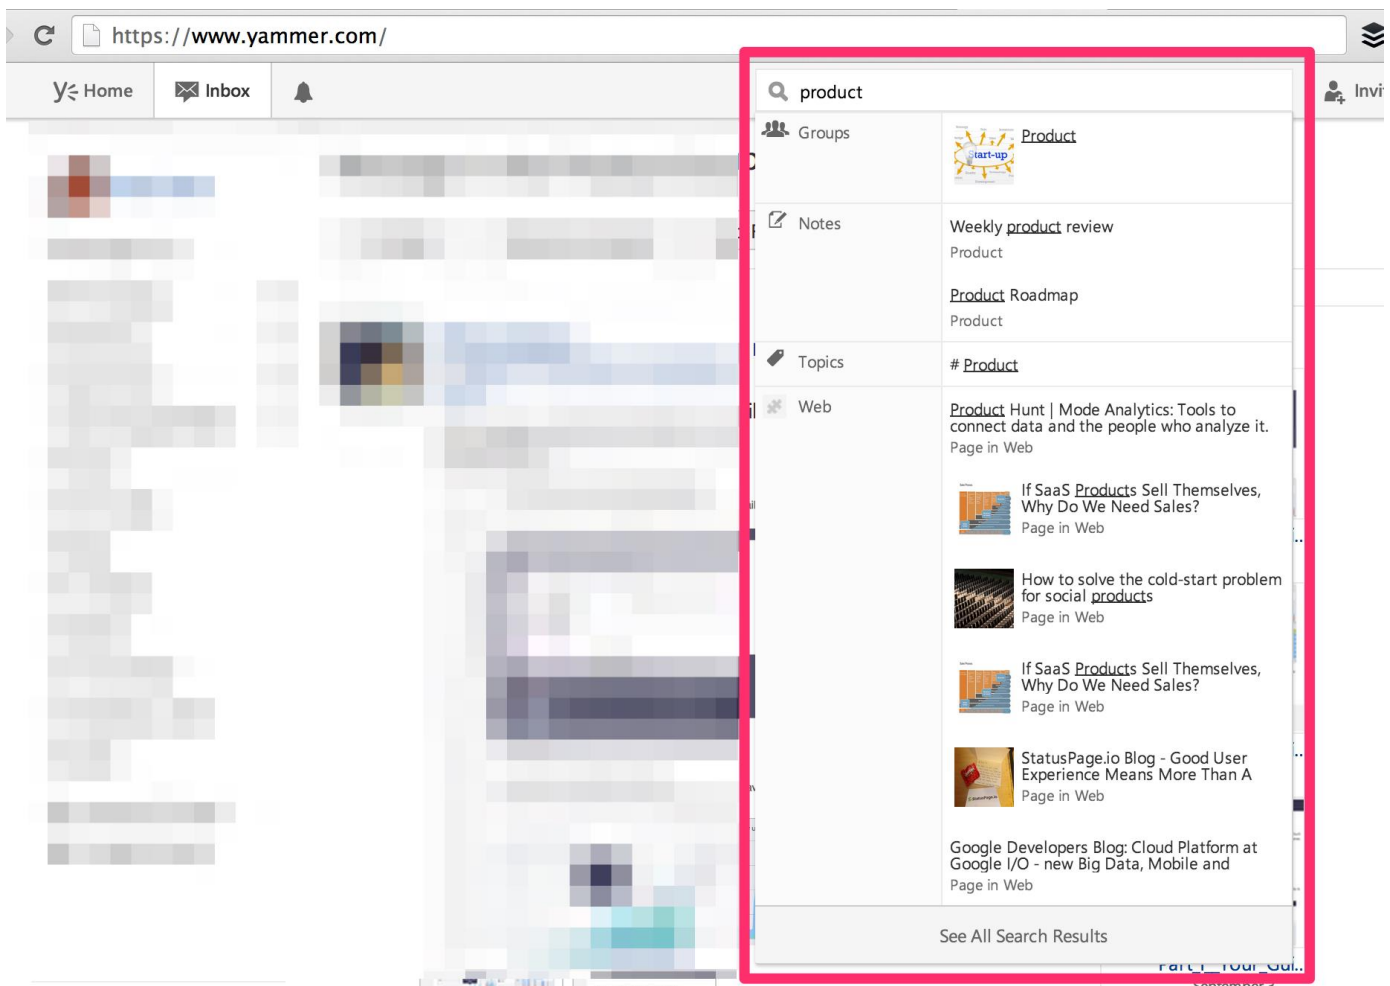 https://www.yammer.com/
Home
Inbox
product
Invi
Groups
Start-up
Product
Notes
Weekly product review
Product
Product Roadmap
Product
Topics
# Product
Web
Product Hunt | Mode Analytics: Tools to
connect data and the people who analyze it.
Page in Web
If SaaS Products Sell Themselves,
Why Do We Need Sales?
Page in Web
How to solve the cold-start problem
for social products
Page in Web
If SaaS Products Sell Themselves,
Why Do We Need Sales?
Page in Web
StatusPage.io Blog - Good User
Experience Means More Than A
Page in Web
Google Developers Blog: Cloud Platform at
Google I/O - new Big Data, Mobile and
Page in Web
See All Search Results
Part_I__Your_Gui..